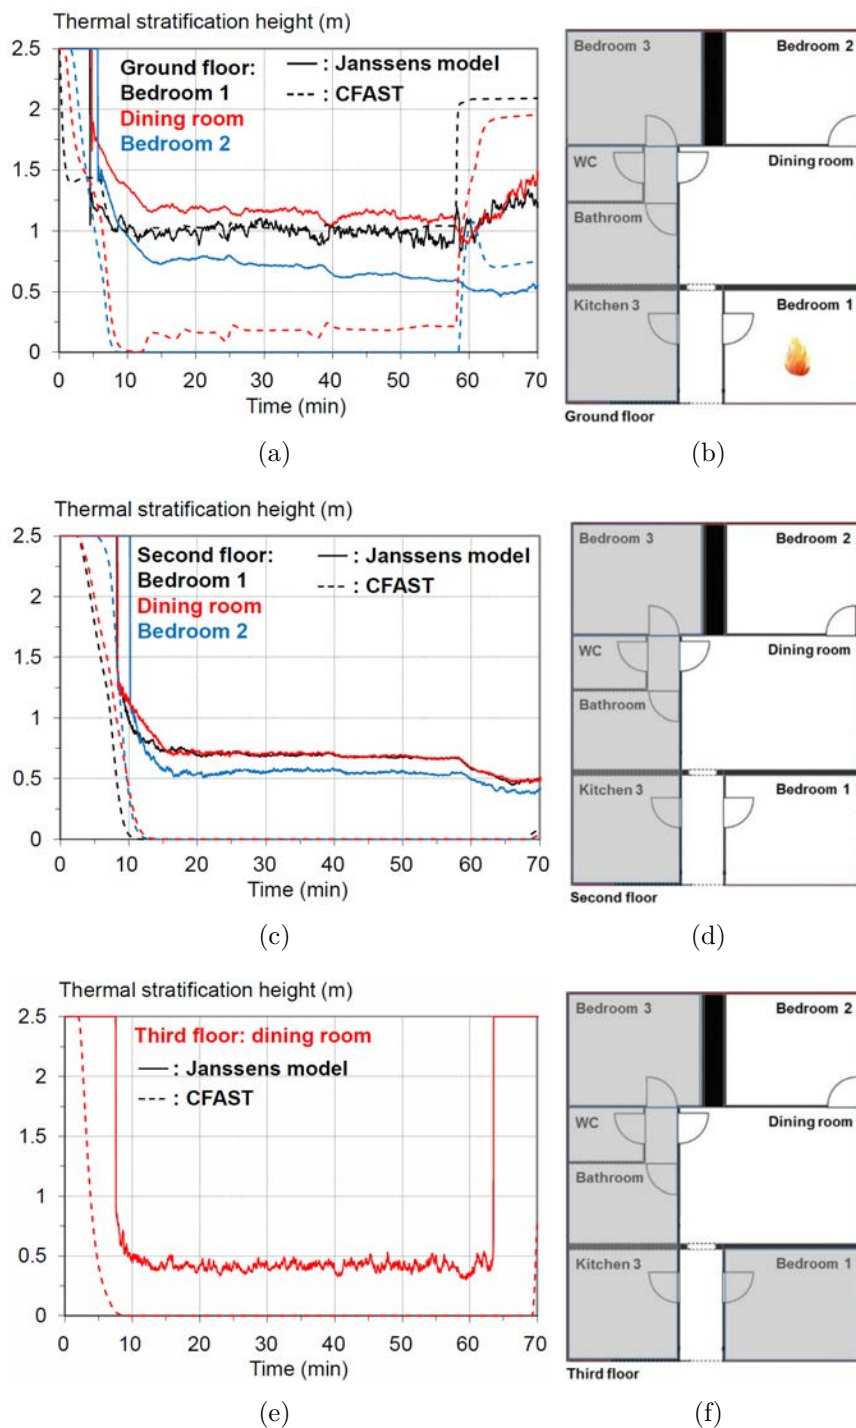 Thermal stratification height (m)
2.5
2
1.5
1
0.5
0
0 10 20 30 40 50 60 70
Time (min)
Ground floor:
Bedroom 1
Dining room
Bedroom 2
: Janssens model
: CFAST
(a)
Bedroom 3
Bedroom 2
WC
Dining room
Bathroom
Kitchen 3
Bedroom 1
Ground floor
(b)
Thermal stratification height (m)
2.5
2
1.5
1
0.5
0
0 10 20 30 40 50 60 70
Time (min)
Second floor:
Bedroom 1
Dining room
Bedroom 2
: Janssens model
: CFAST
(c)
Bedroom 3
Bedroom 2
WC
Dining room
Bathroom
Kitchen 3
Bedroom 1
Second floor
(d)
Thermal stratification height (m)
2.5
2
1.5
1
0.5
0
0 10 20 30 40 50 60 70
Time (min)
Third floor: dining room
: Janssens model
: CFAST
(e)
Bedroom 3
Bedroom 2
WC
Dining room
Bathroom
Kitchen 3
Bedroom 1
Third floor
(f)